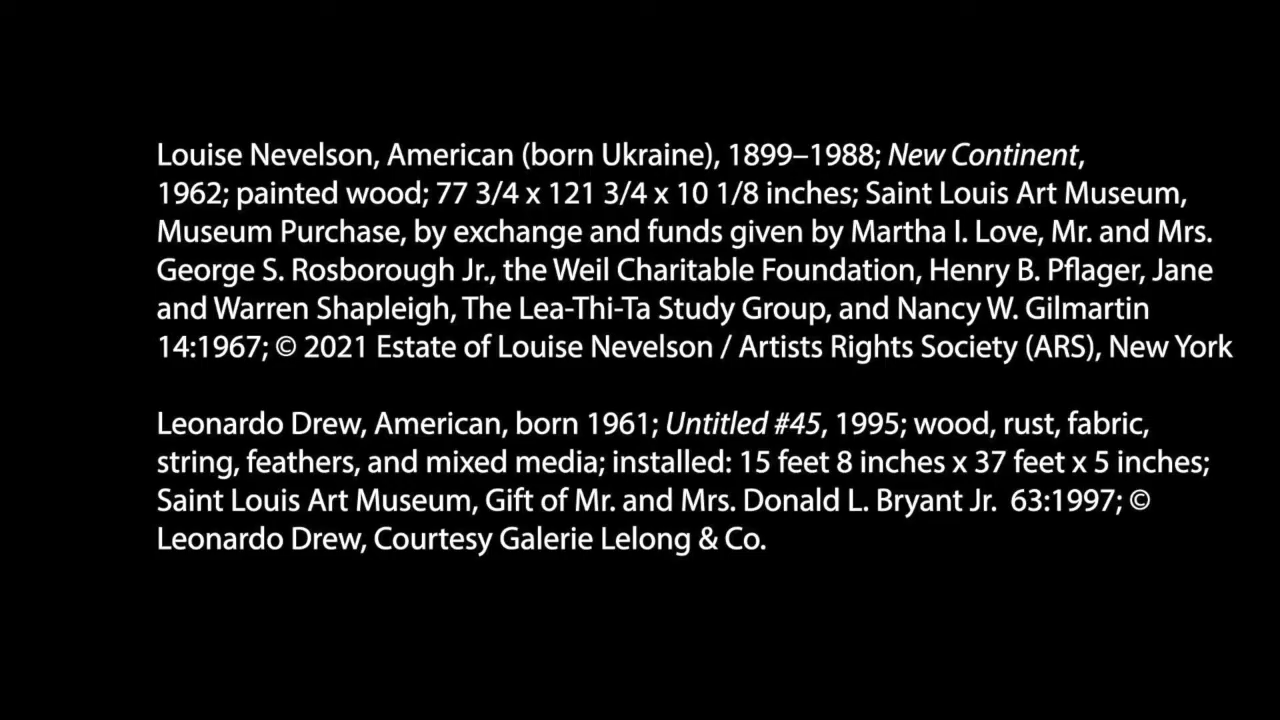 Louise Nevelson, American (born Ukraine), 1899–1988; New Continent,
1962; painted wood; 77 3/4 x 121 3/4 x 10 1/8 inches; Saint Louis Art Museum,
Museum Purchase, by exchange and funds given by Martha I. Love, Mr. and Mrs.
George S. Rosborough Jr., the Weil Charitable Foundation, Henry B. Pflager, Jane
and Warren Shapleigh, The Lea-Thi-Ta Study Group, and Nancy W. Gilmartin
14:1967; © 2021 Estate of Louise Nevelson / Artists Rights Society (ARS), New York
Leonardo Drew, American, born 1961; Untitled #45, 1995; wood, rust, fabric,
string, feathers, and mixed media; installed: 15 feet 8 inches x 37 feet x 5 inches;
Saint Louis Art Museum, Gift of Mr. and Mrs. Donald L. Bryant Jr.  63:1997; ©
Leonardo Drew, Courtesy Galerie Lelong & Co.